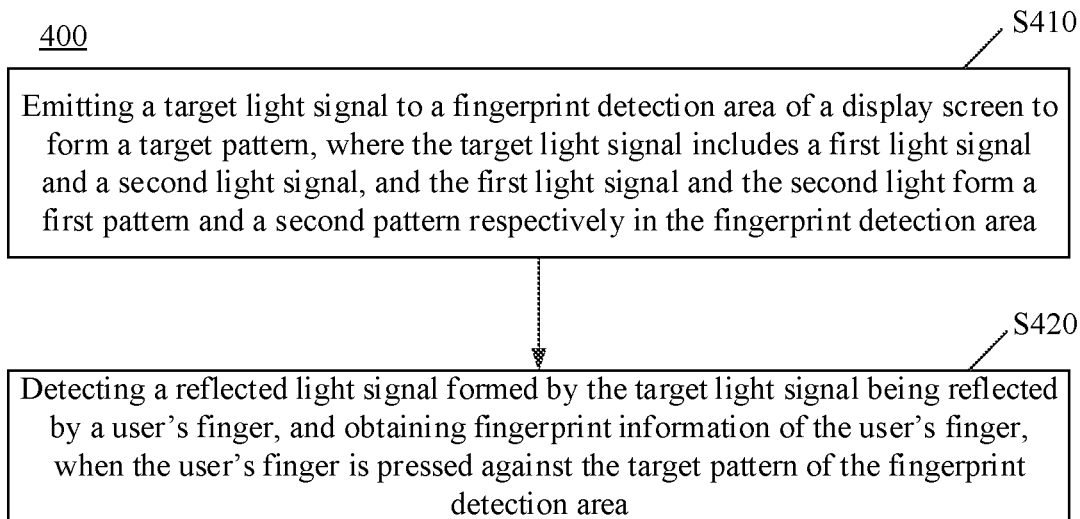 400
S410
Emitting a target light signal to a fingerprint detection area of a display screen to
form a target pattern, where the target light signal includes a first light signal
and a second light signal, and the first light signal and the second light form a
first pattern and a second pattern respectively in the fingerprint detection area
S420
Detecting a reflected light signal formed by the target light signal being reflected
by a user’s finger, and obtaining fingerprint information of the user’s finger,
when the user’s finger is pressed against the target pattern of the fingerprint
detection area